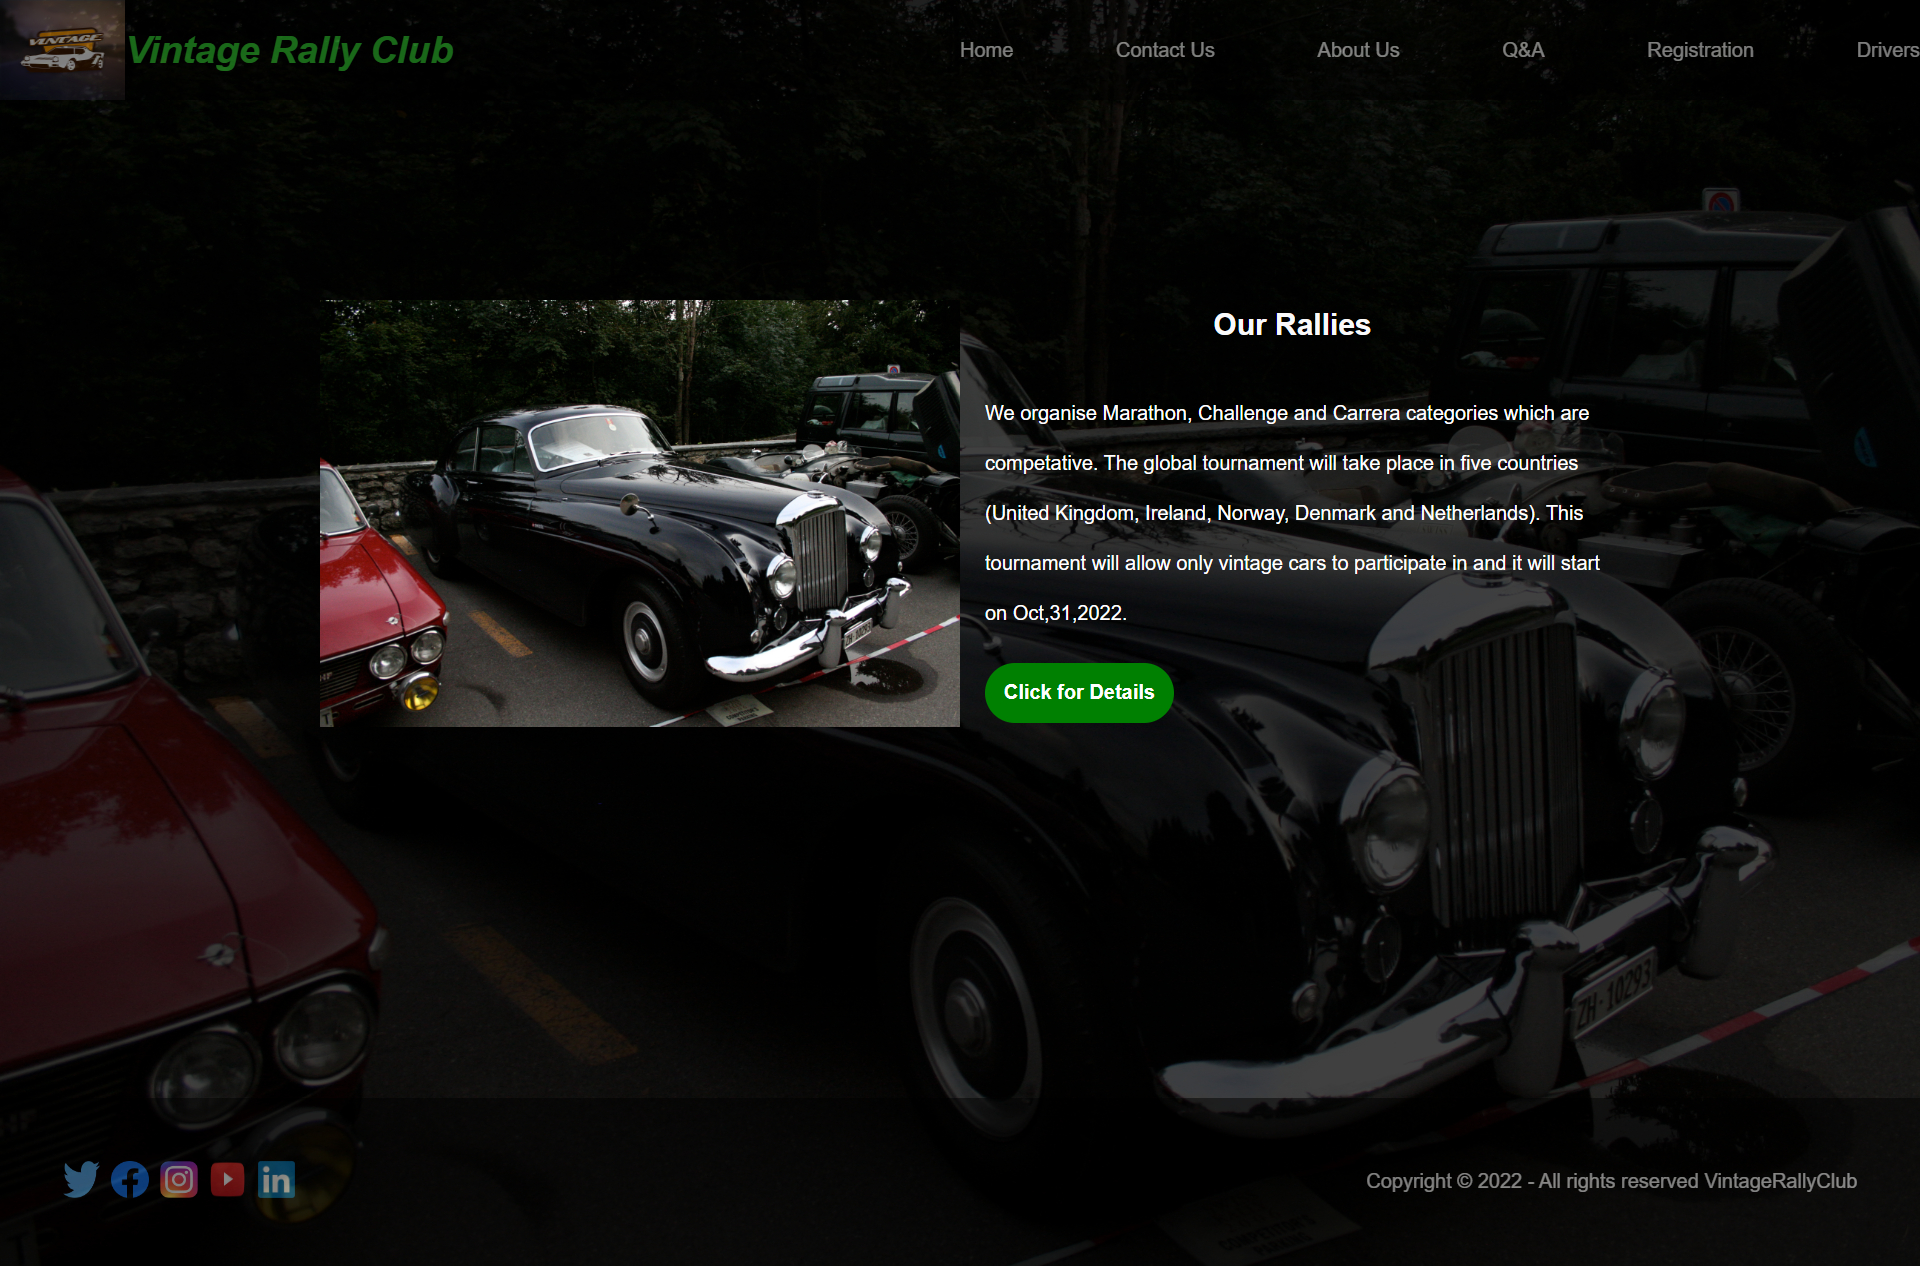 VINTAGE
Vintage Rally Club
Home
Contact Us
About Us
Q&A
Registration
Drivers
Our Rallies
We organise Marathon, Challenge and Carrera categories which are
competative. The global tournament will take place in five countries
(United Kingdom, Ireland, Norway, Denmark and Netherlands). This
tournament will allow only vintage cars to participate in and it will start
on Oct,31,2022.
Click for Details
ZH·10293
in
Copyright © 2022 - All rights reserved VintageRallyClub